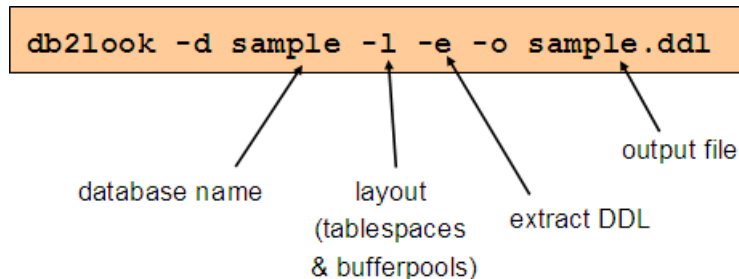 db2look -d sample -l -e -o sample.ddl
output file
database name
layout
(tablespaces
& bufferpools)
extract DDL